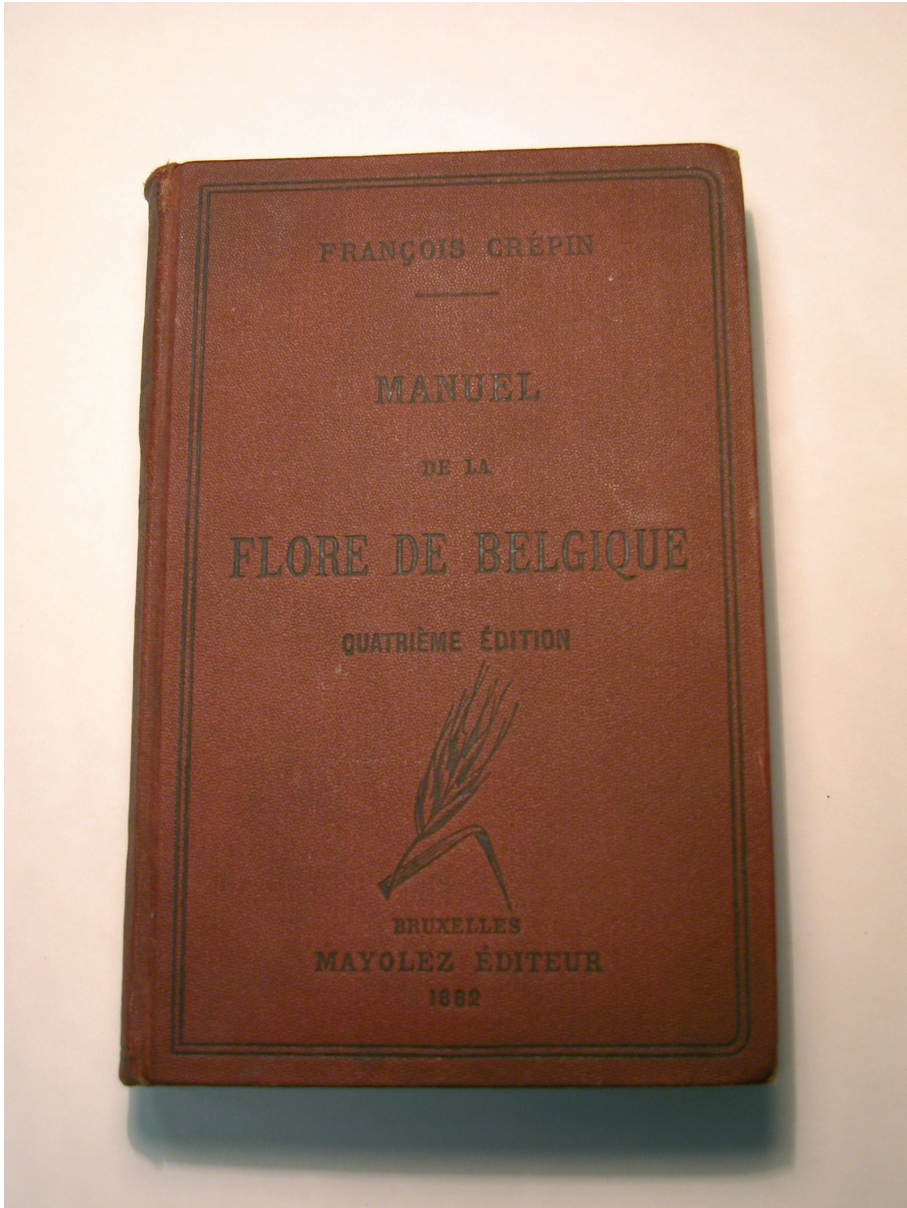 FRANÇOIS CRÉPIN
MANUEL
DE LA
FLORE DE BELGIQUE
QUATRIÈME ÉDITION
BRUXELLES
MAYOLEZ ÉDITEUR
1882